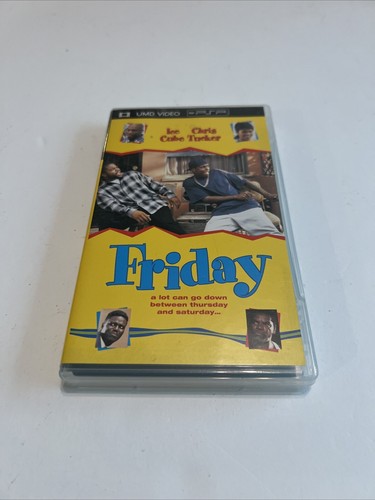 UMD VIDEO PSP
Ice Chris
Cube Tucker
Friday
a lot can go down
between thursday
and saturday...